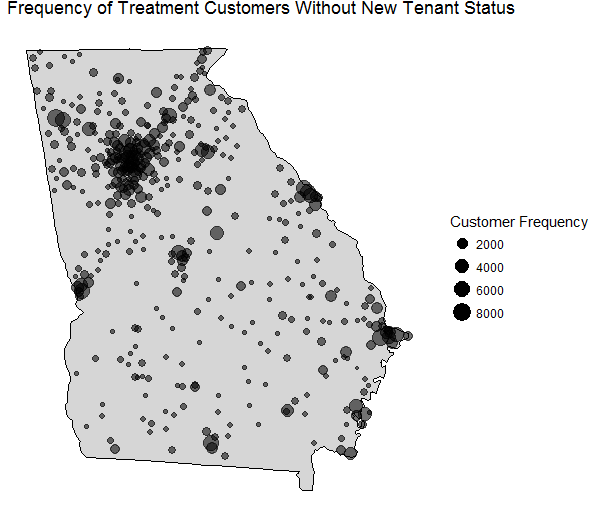 Frequency of Treatment Customers Without New Tenant Status
Customer Frequency
2000
4000
6000
8000